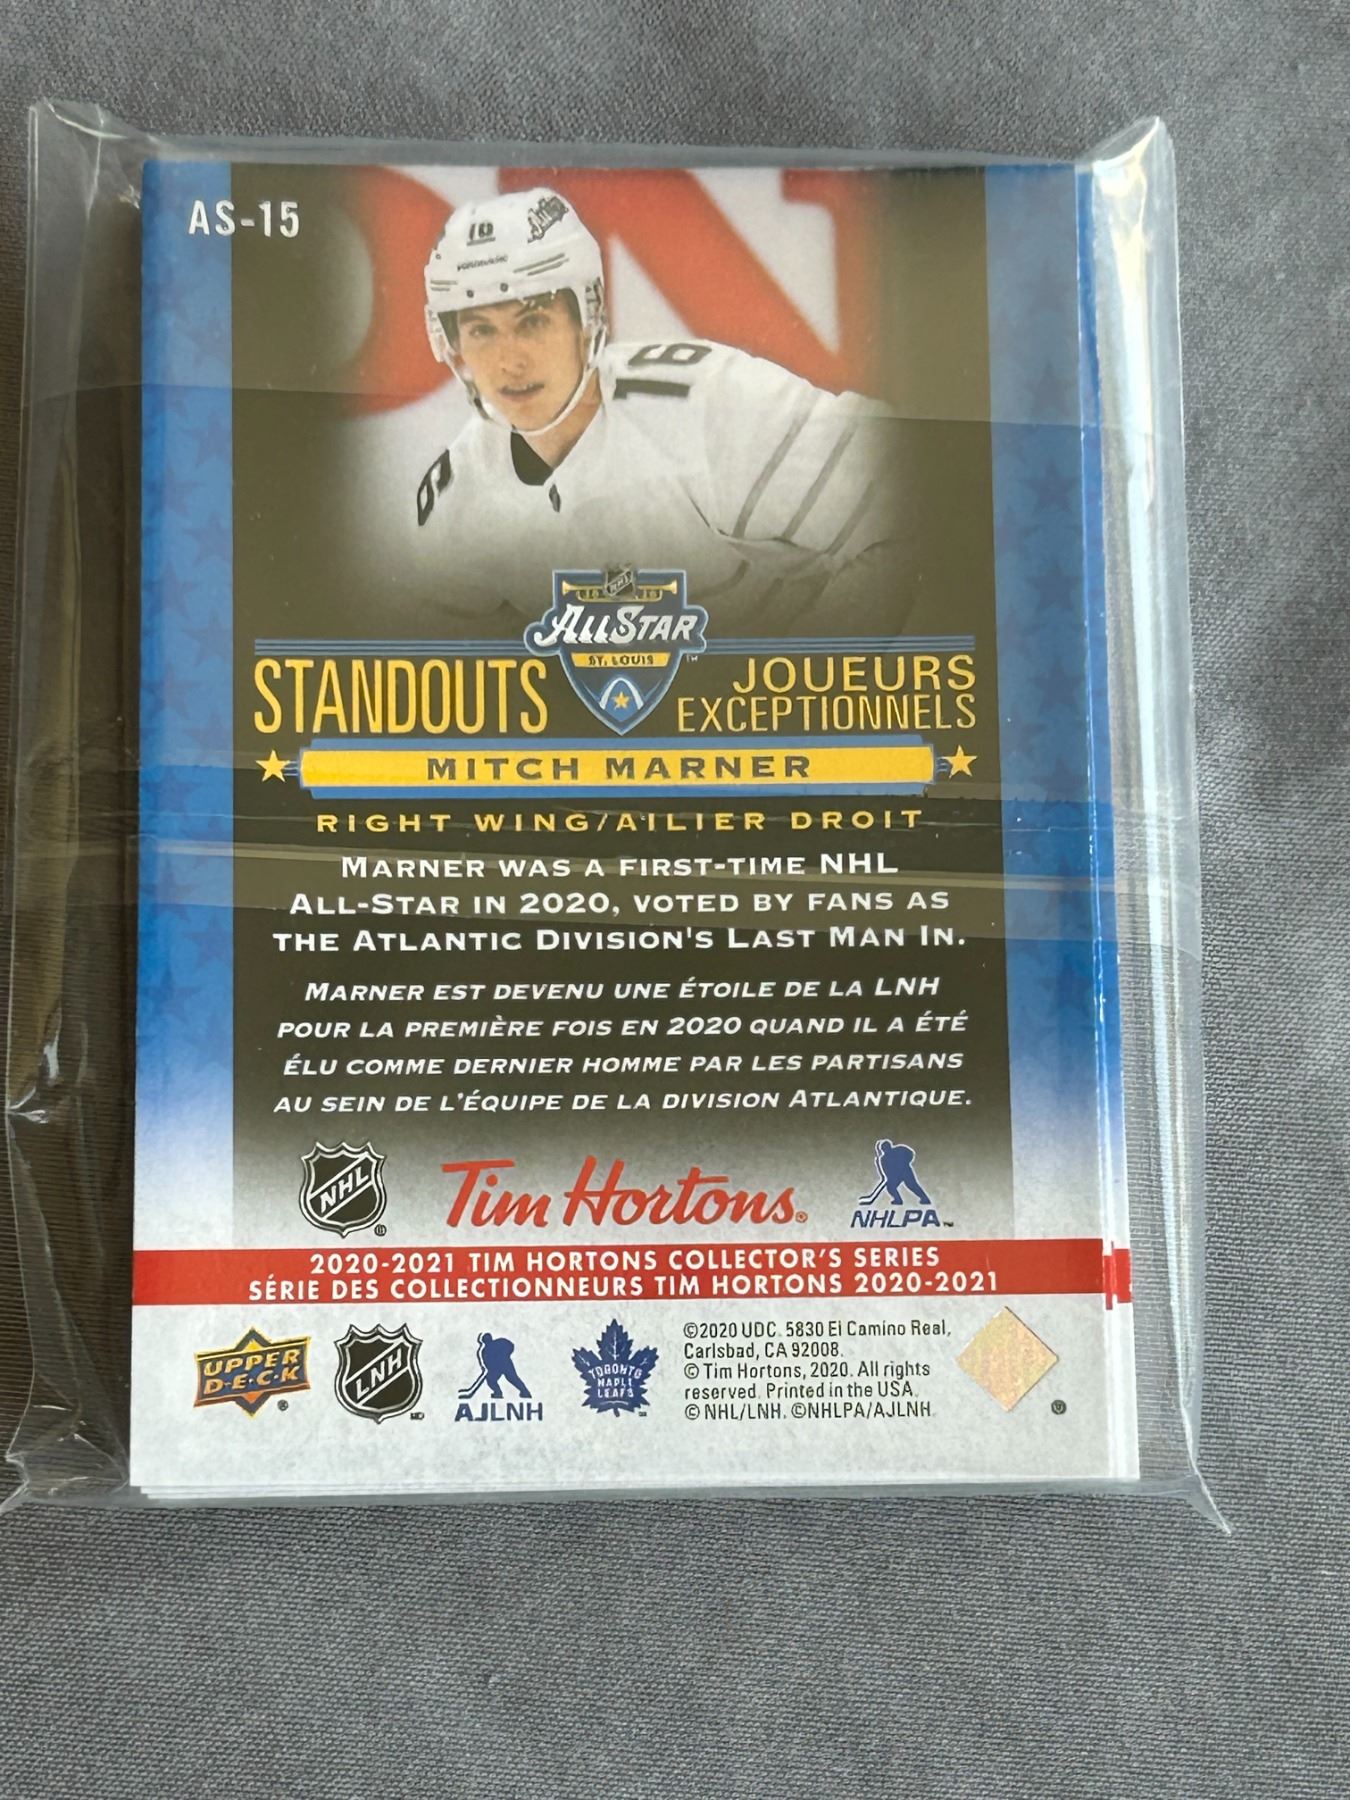 AS-15
16
16
9
NHL
ALL STAR
ST. LOUIS
STANDOUTS
JOUEURS
EXCEPTIONNELS
MITCH MARNER
RIGHT WING/AILIER DROIT
MARNER WAS A FIRST-TIME NHL
ALL-STAR IN 2020, VOTED BY FANS AS
THE ATLANTIC DIVISION'S LAST MAN IN.
MARNER EST DEVENU UNE ÉTOILE DE LA LNH
POUR LA PREMIÈRE FOIS EN 2020 QUAND IL A ÉTÉ
ÉLU COMME DERNIER HOMME PAR LES PARTISANS
AU SEIN DE L'ÉQUIPE DE LA DIVISION ATLANTIQUE.
NHL
Tim Hortons®
NHLPA™
2020-2021 TIM HORTONS COLLECTOR'S SERIES
SÉRIE DES COLLECTIONNEURS TIM HORTONS 2020-2021
UPPER
D·E·C·K
LNH
AJLNH
TORONTO
MAPLE
LEAFS
©2020 UDC. 5830 El Camino Real,
Carlsbad, CA 92008.
© Tim Hortons, 2020. All rights
reserved. Printed in the USA.
© NHL/LNH. ©NHLPA/AJLNH.